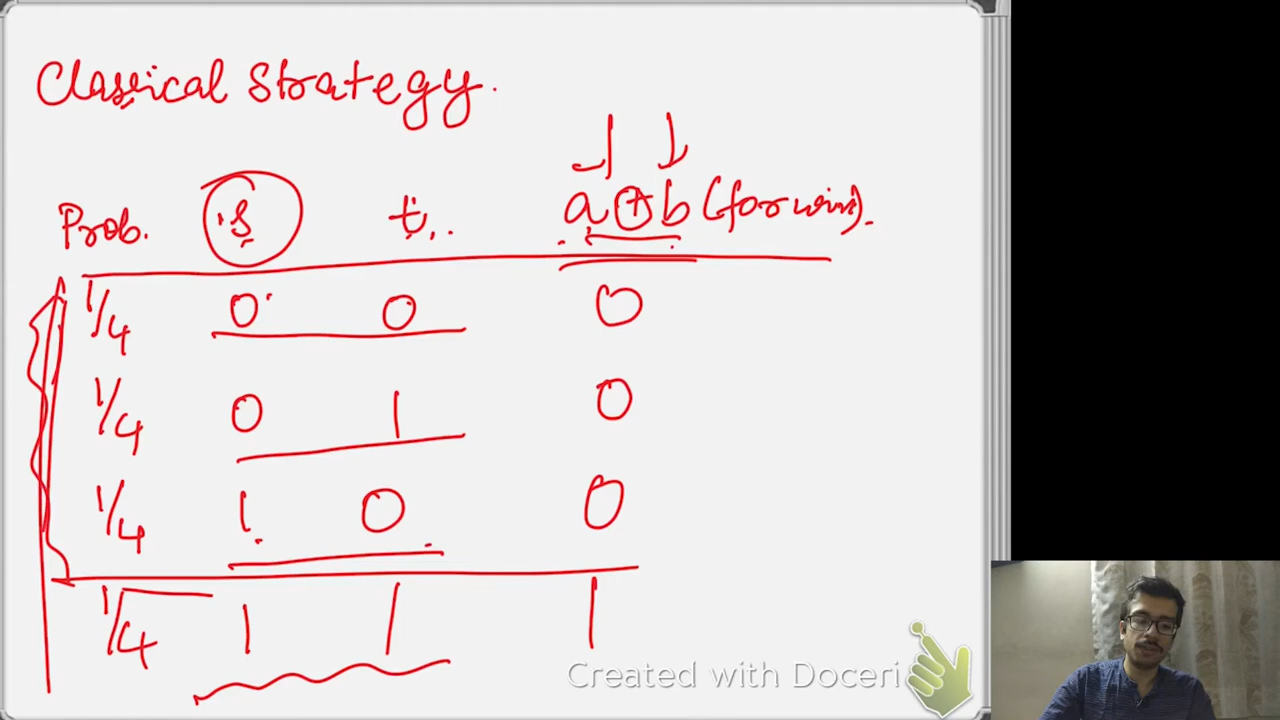 Classical Strategy.
Prob. s t a ⊕ b (for win).
1/4 0 0 0
1/4 0 1 0
1/4 1 0 0
1/4 1 1 1
Created with Doceri